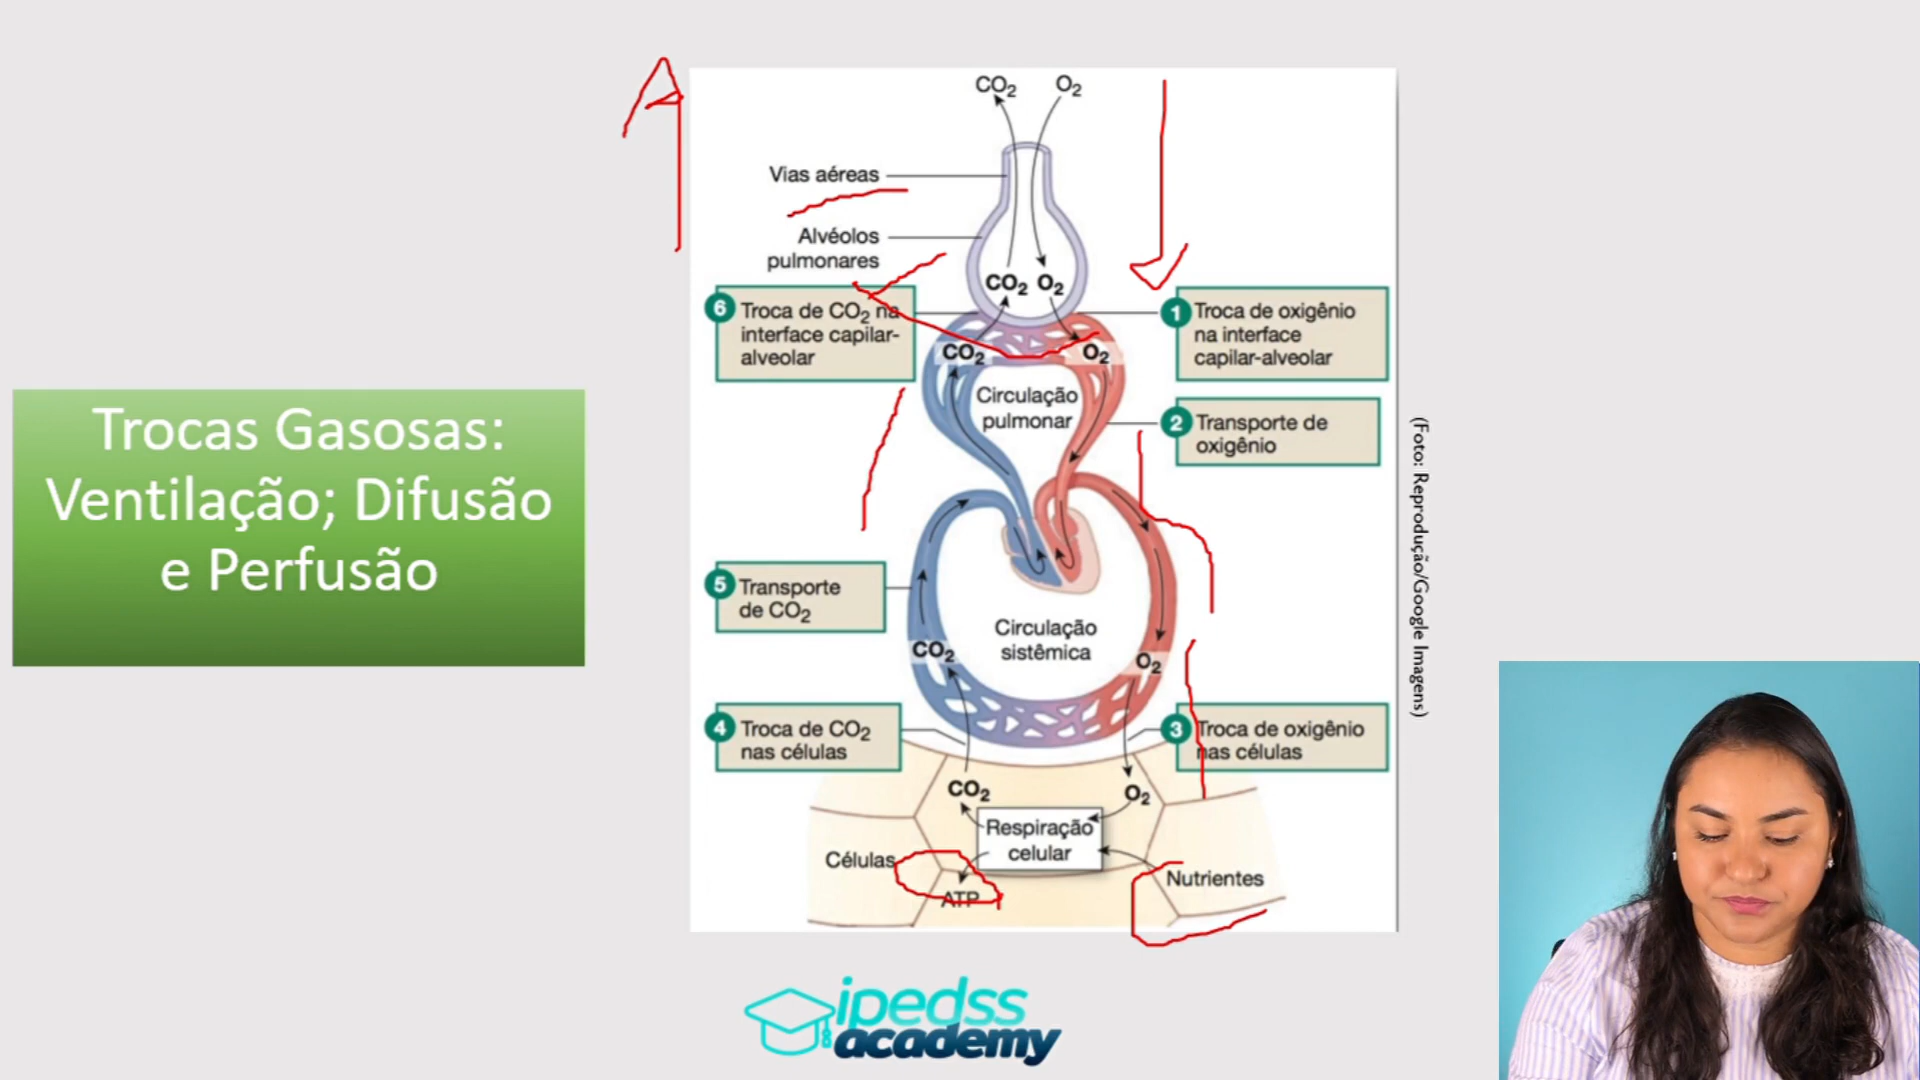 Trocas Gasosas:
Ventilação; Difusão
e Perfusão
CO₂
O₂
Vias aéreas
Alvéolos
pulmonares
CO₂ O₂
6 Troca de CO₂ na
interface capilar-
alveolar
1 Troca de oxigênio
na interface
capilar-alveolar
CO₂
O₂
Circulação
pulmonar
2 Transporte de
oxigênio
5 Transporte
de CO₂
Circulação
sistêmica
CO₂
O₂
4 Troca de CO₂
nas células
3 Troca de oxigênio
nas células
CO₂
O₂
Respiração
celular
Células
ATP
Nutrientes
(Foto: Reprodução/Google Imagens)
ipedss
academy